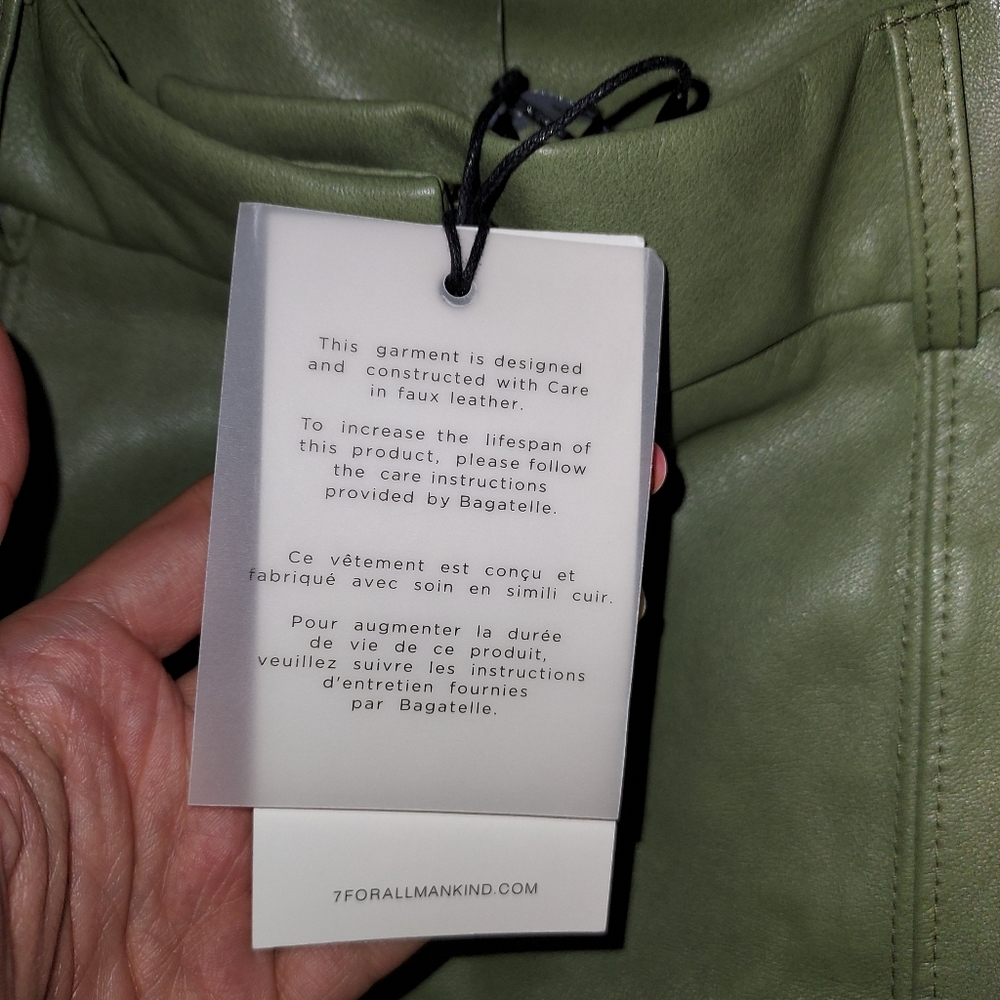 This garment is designed
and constructed with Care
in faux leather.
To increase the lifespan of
this product, please follow
the care instructions
provided by Bagatelle.
Ce vêtement est conçu et
fabriqué avec soin en simili cuir.
Pour augmenter la durée
de vie de ce produit,
veuillez suivre les instructions
d'entretien fournies
par Bagatelle.
7FORALLMANKIND.COM